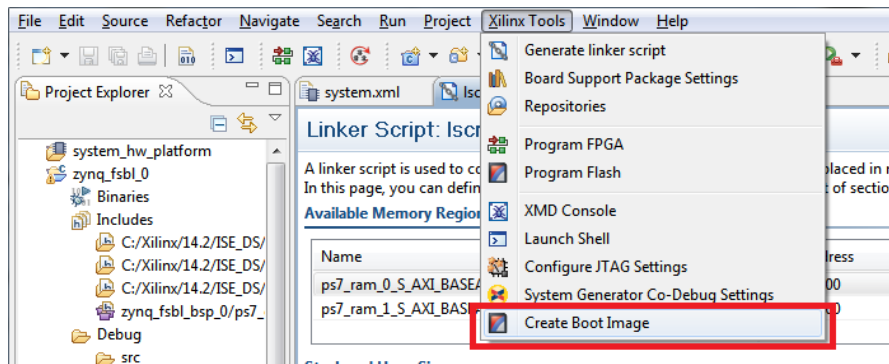 File Edit Source Refactor Navigate Search Run Project Xilinx Tools Window Help
Project Explorer
system_hw_platform
zynq_fsbl_0
Binaries
Includes
C:/Xilinx/14.2/ISE_DS/
C:/Xilinx/14.2/ISE_DS/
C:/Xilinx/14.2/ISE_DS/
zynq_fsbl_bsp_0/ps7_
Debug
src
system.xml lsc
Linker Script: lscr
A linker script is used to co
In this page, you can defin
Available Memory Region
Name
ps7_ram_0_S_AXI_BASEA
ps7_ram_1_S_AXI_BASE
Generate linker script
Board Support Package Settings
Repositories
Program FPGA
Program Flash
XMD Console
Launch Shell
Configure JTAG Settings
System Generator Co-Debug Settings
Create Boot Image
placed in
of sectio
dress
00